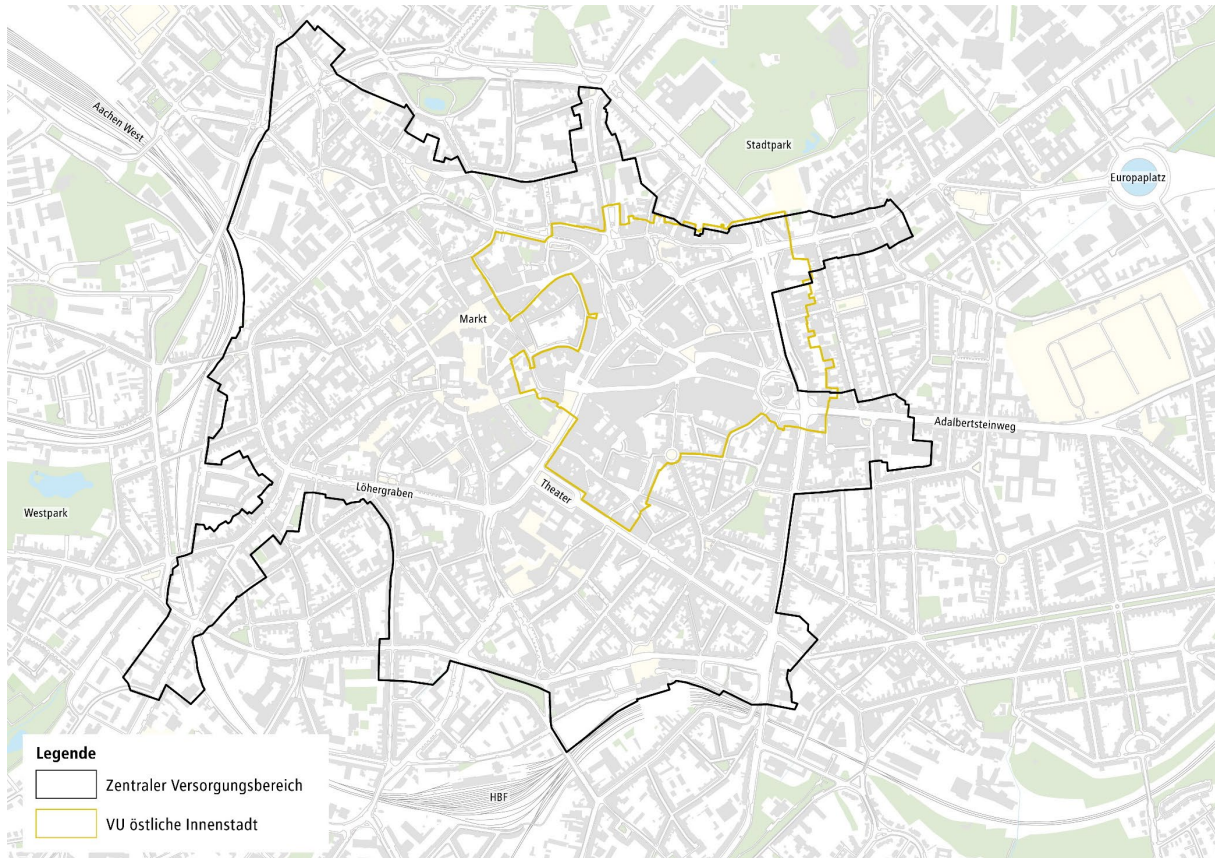 Aachen West
Stadtpark
Europaplatz
Markt
Adalbertsteinweg
Löhergraben
Theater
Westpark
HBF
Legende
Zentraler Versorgungsbereich
VU östliche Innenstadt